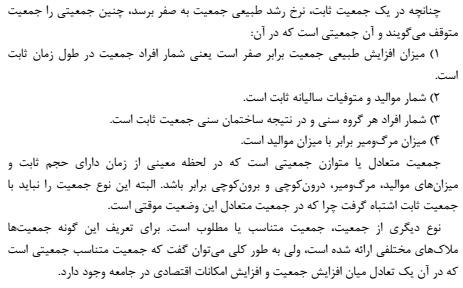 چنانچه در یک جمعیت ثابت، نرخ رشد طبیعی جمعیت به صفر برسد، چنین جمعیتی را جمعیت
متوقف می‌گویند و آن جمعیتی است که در آن:
۱) میزان افزایش طبیعی جمعیت برابر صفر است یعنی شمار افراد جمعیت در طول زمان ثابت
است.
۲) شمار موالید و متوفیات سالیانه ثابت است.
۳) شمار افراد هر گروه سنی و در نتیجه ساختمان سنی جمعیت ثابت است.
۴) میزان مرگ‌ومیر برابر با میزان موالید است.
جمعیت متعادل یا متوازن جمعیتی است که در لحظه معینی از زمان دارای حجم ثابت و
میزان‌های موالید، مرگ‌ومیر، درون‌کوچی و برون‌کوچی برابر باشد. البته این نوع جمعیت را نباید با
جمعیت ثابت اشتباه گرفت چرا که در جمعیت متعادل این وضعیت موقتی است.
نوع دیگری از جمعیت، جمعیت متناسب یا مطلوب است. برای تعریف این گونه جمعیت‌ها
ملاک‌های مختلفی ارائه شده است، ولی به طور کلی می‌توان گفت که جمعیت متناسب جمعیتی است
که در آن یک تعادل میان افزایش جمعیت و افزایش امکانات اقتصادی در جامعه وجود دارد.